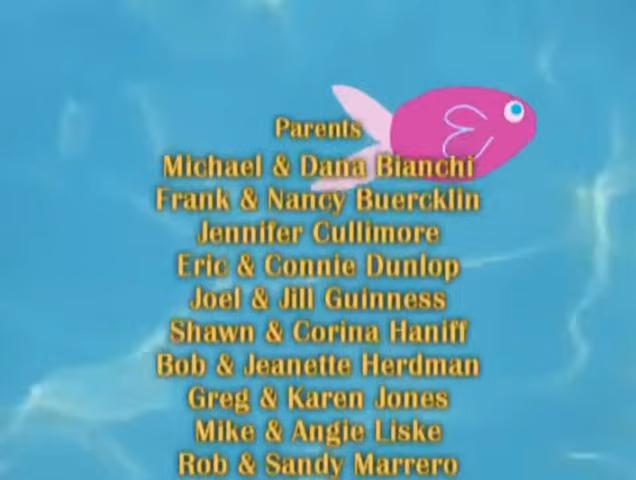 Parents
Michael & Dana Bianchi
Frank & Nancy Buercklin
Jennifer Cullimore
Eric & Connie Dunlop
Joel & Jill Guinness
Shawn & Corina Haniff
Bob & Jeanette Herdman
Greg & Karen Jones
Mike & Angie Liske
Rob & Sandy Marrero